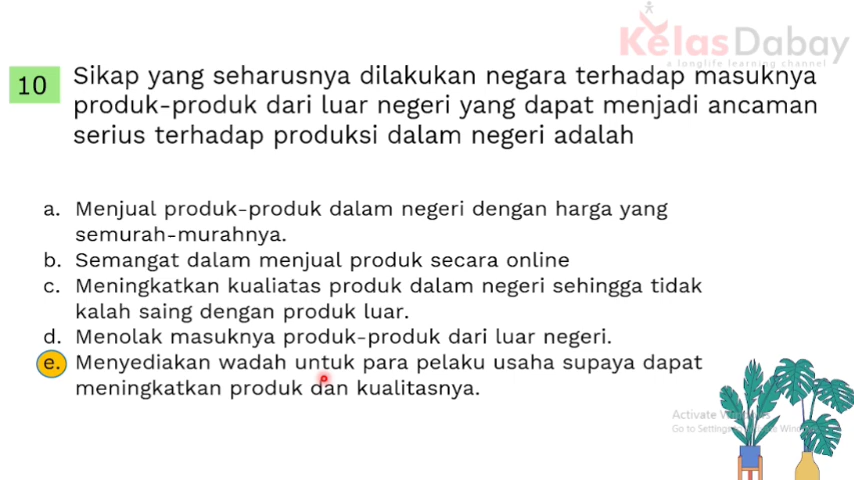 KelasDabay
a longlife learning channel
10
Sikap yang seharusnya dilakukan negara terhadap masuknya
produk-produk dari luar negeri yang dapat menjadi ancaman
serius terhadap produksi dalam negeri adalah
a. Menjual produk-produk dalam negeri dengan harga yang
semurah-murahnya.
b. Semangat dalam menjual produk secara online
c. Meningkatkan kualiatas produk dalam negeri sehingga tidak
kalah saing dengan produk luar.
d. Menolak masuknya produk-produk dari luar negeri.
e. Menyediakan wadah untuk para pelaku usaha supaya dapat
meningkatkan produk dan kualitasnya.
Activate
Go to Settings